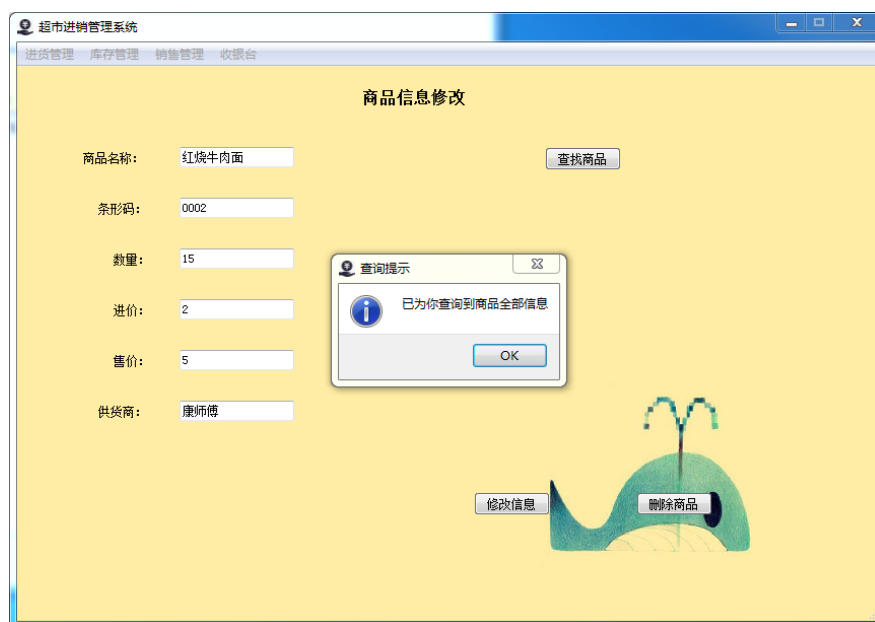 超市进销管理系统
进货管理 库存管理 销售管理 收银台
商品信息修改
商品名称: 红烧牛肉面 查找商品
条形码: 0002
数量: 15
查询提示
进价: 2
已为你查询到商品全部信息
OK
售价: 5
供货商: 康师傅
修改信息 删除商品